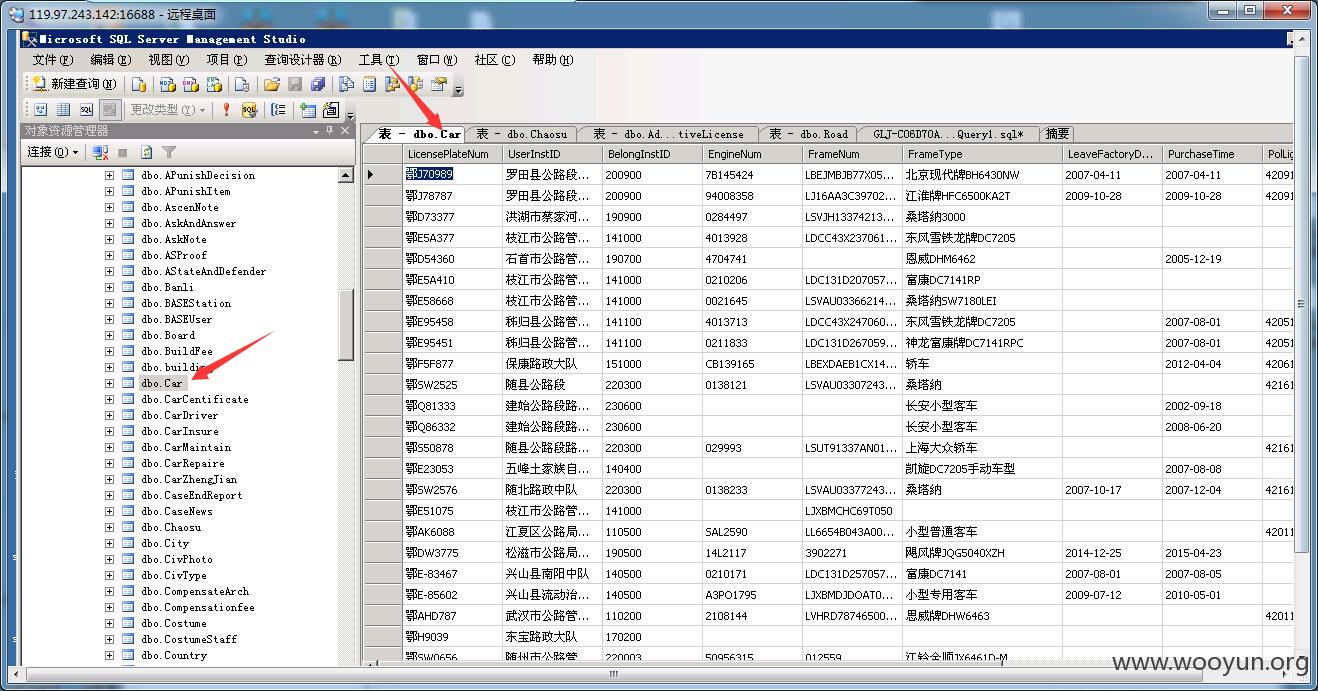 119.97.243.142:16688 - 远程桌面
Microsoft SQL Server Management Studio
文件(F) 编辑(E) 视图(V) 项目(P) 查询设计器(R) 工具(T) 窗口(W) 社区(C) 帮助(H)
新建查询(N)
更改类型(Y)
对象资源管理器
连接(O)
dbo.APunishDecision
dbo.APunishItem
dbo.AscenNote
dbo.AskAndAnswer
dbo.AskNote
dbo.ASProof
dbo.AStateAndDefender
dbo.Banli
dbo.BASEStation
dbo.BASEUser
dbo.Board
dbo.BuildFee
dbo.buildin
dbo.Car
dbo.CarCentificate
dbo.CarDriver
dbo.CarInsure
dbo.CarMaintain
dbo.CarRepaire
dbo.CarZhengJian
dbo.CaseEndReport
dbo.CaseNews
dbo.Chaosu
dbo.City
dbo.CivPhoto
dbo.CivType
dbo.CompensateArch
dbo.Compensationfee
dbo.Costume
dbo.CostumeStaff
dbo.Country
表 - dbo.Car 表 - dbo.Chaosu 表 - dbo.Ad...tiveLicense 表 - dbo.Road GLJ-C06D70A...Query1.sql* 摘要
LicensePlateNum UserInstID BelongInstID EngineNum FrameNum FrameType LeaveFactoryD... PurchaseTime PolLig
鄂J70989 罗田县公路段... 200900 7B145424 LBEJMBJB77X05... 北京现代牌BH6430NW 2007-04-11 2007-04-11 42091
鄂J78787 罗田县公路段... 200900 94008358 LJ16AA3C39702... 江淮牌HFC6500KA2T 2009-10-28 2009-10-28 42091
鄂D73377 洪湖市蔡家河... 190900 0284497 LSVJH13374213... 桑塔纳3000
鄂E5A377 枝江市公路管... 141000 4013928 LDCC43X237061... 东风雪铁龙牌DC7205
鄂D54360 石首市公路管... 190700 4704741 恩威DHM6462 2005-12-19
鄂E5A410 枝江市公路管... 141000 0210206 LDC131D207057... 富康DC7141RP
鄂E58668 枝江市公路管... 141000 0021645 LSVAU03366214... 桑塔纳SW7180LEI
鄂E95458 秭归县公路管... 141100 4013713 LDCC43X247060... 东风雪铁龙牌DC7205 2007-08-01 42051
鄂E95451 秭归县公路管... 141100 0211833 LDC131D267059... 神龙富康牌DC7141RPC 2007-08-01 42051
鄂F5F877 保康路政大队 151000 CB139165 LBEXDAEB1CX14... 轿车 2012-04-04 42061
鄂SW2525 随县公路段 220300 0138121 LSVAU03307243... 桑塔纳 42161
鄂Q81333 建始公路段路... 230600 长安小型客车 2002-09-18
鄂Q86332 建始公路段路... 230600 长安小型客车 2008-06-20
鄂S50878 随县公路段路... 220300 029993 LSUT91337AN01... 上海大众轿车 42161
鄂E23053 五峰土家族自... 140400 凯旋DC7205手动车型 2007-08-08
鄂SW2576 随北路政中队 220300 0138233 LSVAU03377243... 桑塔纳 2007-10-17 2007-12-04 42161
鄂E51075 枝江市公路管... 141000 LJXBMCHC69T050
鄂AK6088 江夏区公路局... 110500 SAL2590 LL6654B043A00... 小型普通客车 42011
鄂DW3775 松滋市公路局... 190500 14L2117 3902271 飓风牌JQG5040XZH 2014-12-25 2015-04-23
鄂E-83467 兴山县南阳中队 140500 0210171 LDC131D257057... 富康DC7141 2007-08-01 2007-08-05
鄂E-85602 兴山县流动治... 140500 A3PO1795 LJXBMDJDOAT0... 小型专用客车 2009-07-12 2010-05-01
鄂AHD787 武汉市公路管... 110200 2108144 LVHRD78746500... 思威牌DHW6463 42011
鄂H9039 东宝路政大队 170200
鄂SW0656 随州市公路管... 220003 50956315 012559 江铃全顺JX6461D-M
www.wooyun.org